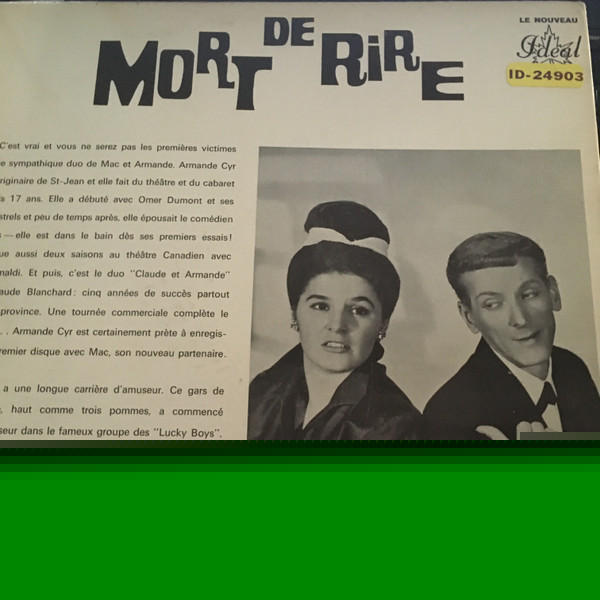 MORT DE RIRE
LE NOUVEAU
Idéal
ID-24903
C'est vrai et vous ne serez pas les premières victimes
e sympathique duo de Mac et Armande. Armande Cyr
riginaire de St-Jean et elle fait du théâtre et du cabaret
s 17 ans. Elle a débuté avec Omer Dumont et ses
strels et peu de temps après, elle épousait le comédien
— elle est dans le bain dès ses premiers essais!
ue aussi deux saisons au théâtre Canadien avec
naldi. Et puis, c'est le duo "Claude et Armande"
aude Blanchard: cinq années de succès partout
province. Une tournée commerciale complète le
. . Armande Cyr est certainement prète à enregis-
remier disque avec Mac, son nouveau partenaire.
a une longue carrière d'amuseur. Ce gars de
, haut comme trois pommes, a commencé
seur dans le fameux groupe des "Lucky Boys".